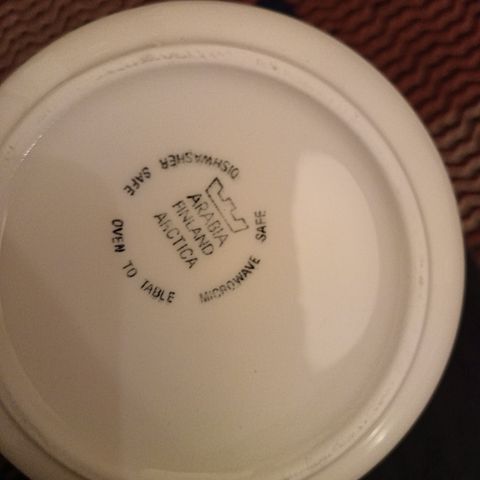 ARABIA
FINLAND
ARCTICA
DISHWASHER SAFE
OVEN TO TABLE
MICROWAVE SAFE